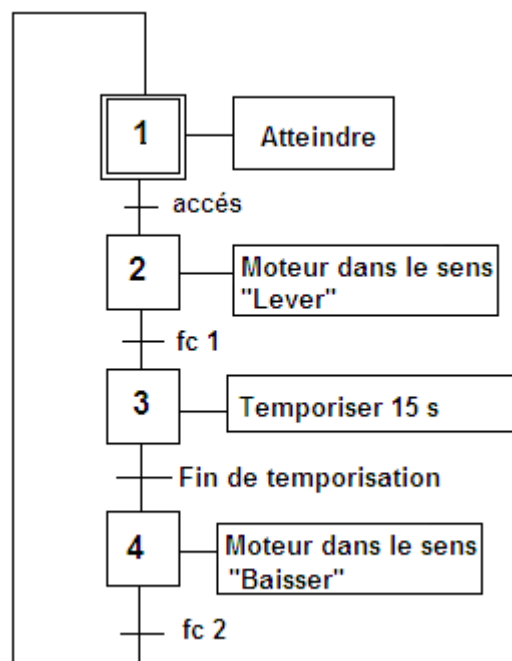 1
Atteindre
accés
2
Moteur dans le sens
"Lever"
fc 1
3
Temporiser 15 s
Fin de temporisation
4
Moteur dans le sens
"Baisser"
fc 2